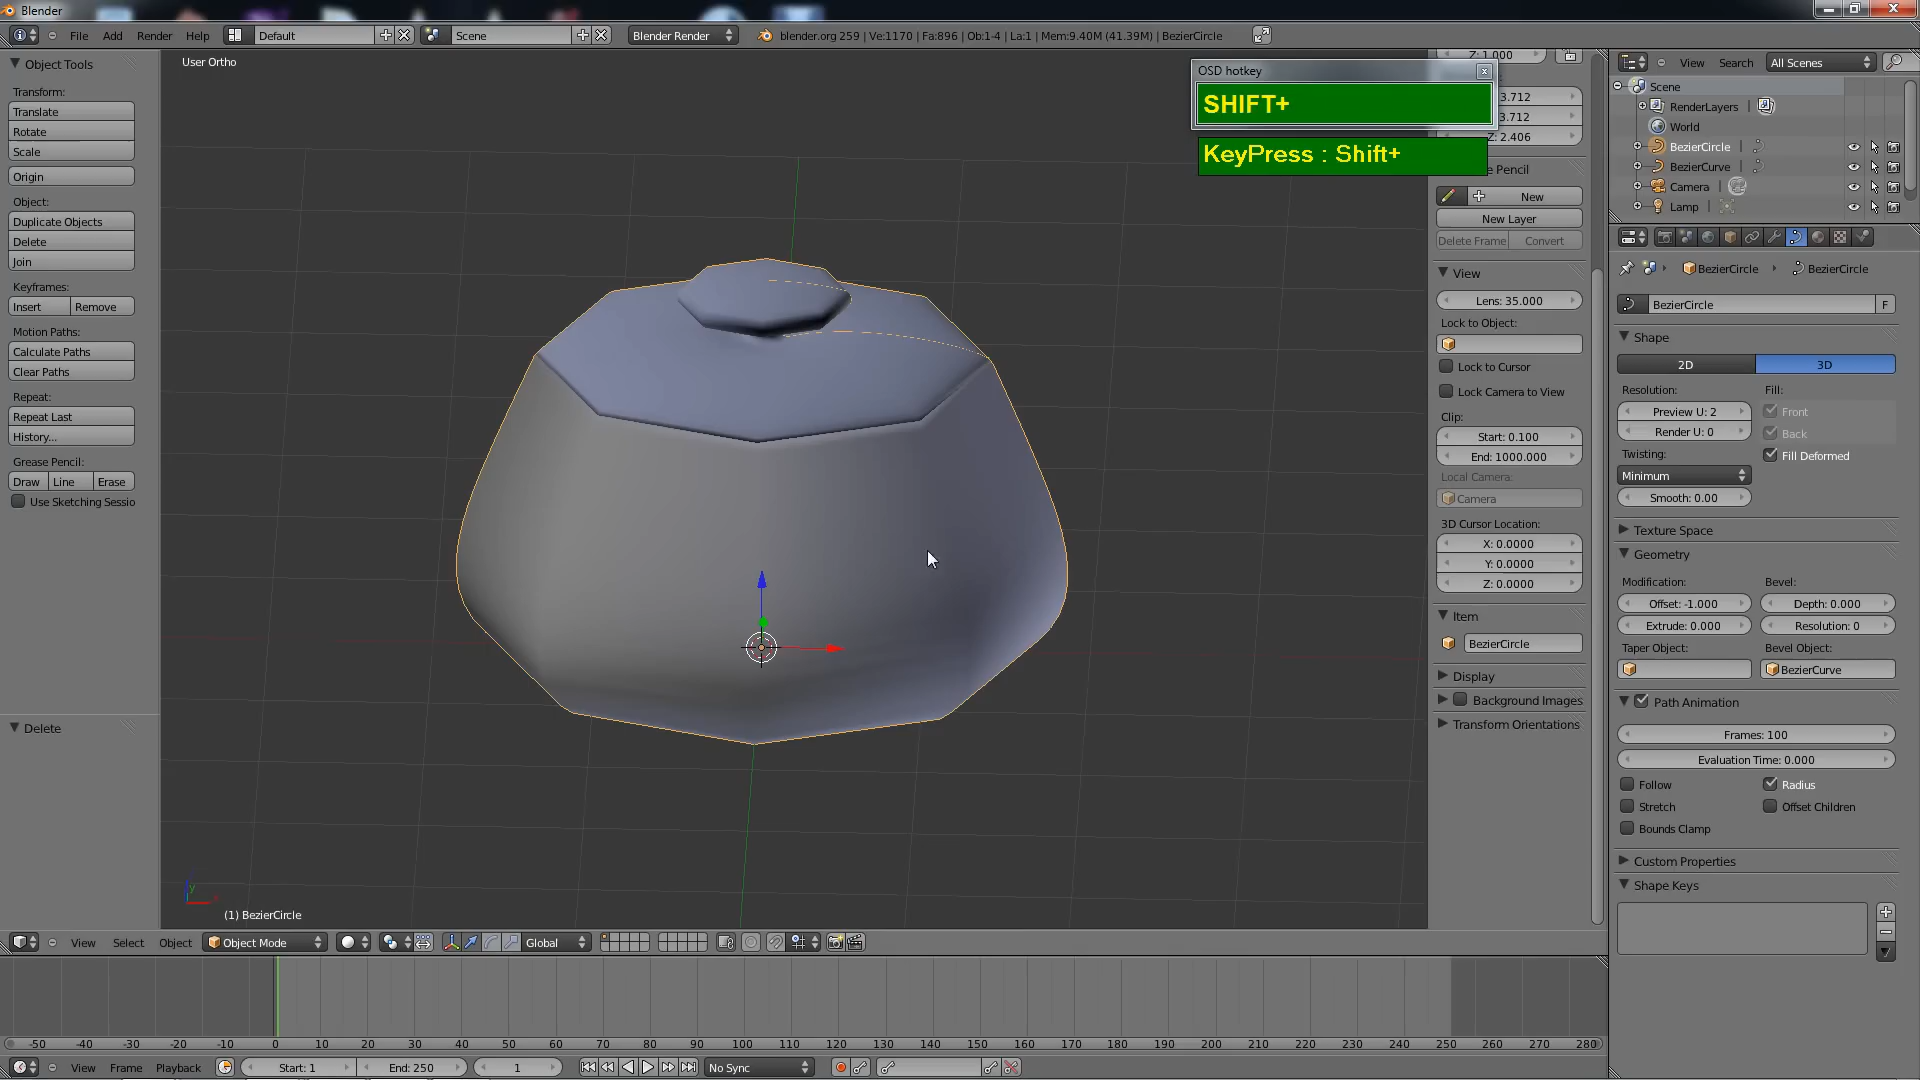 Blender
File Add Render Help Default Scene Blender Render blender.org 259 | Ve:1170 | Fa:896 | Ob:1-4 | La:1 | Mem:9.40M (41.39M) | BezierCircle
Object Tools
Transform:
Translate
Rotate
Scale
Origin
Object:
Duplicate Objects
Delete
Join
Keyframes:
Insert Remove
Motion Paths:
Calculate Paths
Clear Paths
Repeat:
Repeat Last
History...
Grease Pencil:
Draw Line Erase
Use Sketching Sessio
Delete
User Ortho
(1) BezierCircle
OSD hotkey
SHIFT+
KeyPress : Shift+
Z: 1.000
3.712
3.712
Z: 2.406
Pencil
New
New Layer
Delete Frame Convert
View
Lens: 35.000
Lock to Object:
Lock to Cursor
Lock Camera to View
Clip:
Start: 0.100
End: 1000.000
Local Camera:
Camera
3D Cursor Location:
X: 0.0000
Y: 0.0000
Z: 0.0000
Item
BezierCircle
Display
Background Images
Transform Orientations
View Search All Scenes
Scene
RenderLayers
World
BezierCircle
BezierCurve
Camera
Lamp
BezierCircle BezierCircle
BezierCircle F
Shape
2D 3D
Resolution: Fill:
Preview U: 2 Front
Render U: 0 Back
Twisting: Fill Deformed
Minimum
Smooth: 0.00
Texture Space
Geometry
Modification: Bevel:
Offset: -1.000 Depth: 0.000
Extrude: 0.000 Resolution: 0
Taper Object: Bevel Object:
BezierCurve
Path Animation
Frames: 100
Evaluation Time: 0.000
Follow Radius
Stretch Offset Children
Bounds Clamp
Custom Properties
Shape Keys
View Select Object Object Mode Global
-50 -40 -30 -20 -10 0 10 20 30 40 50 60 70 80 90 100 110 120 130 140 150 160 170 180 190 200 210 220 230 240 250 260 270 280
View Frame Playback Start: 1 End: 250 1 No Sync